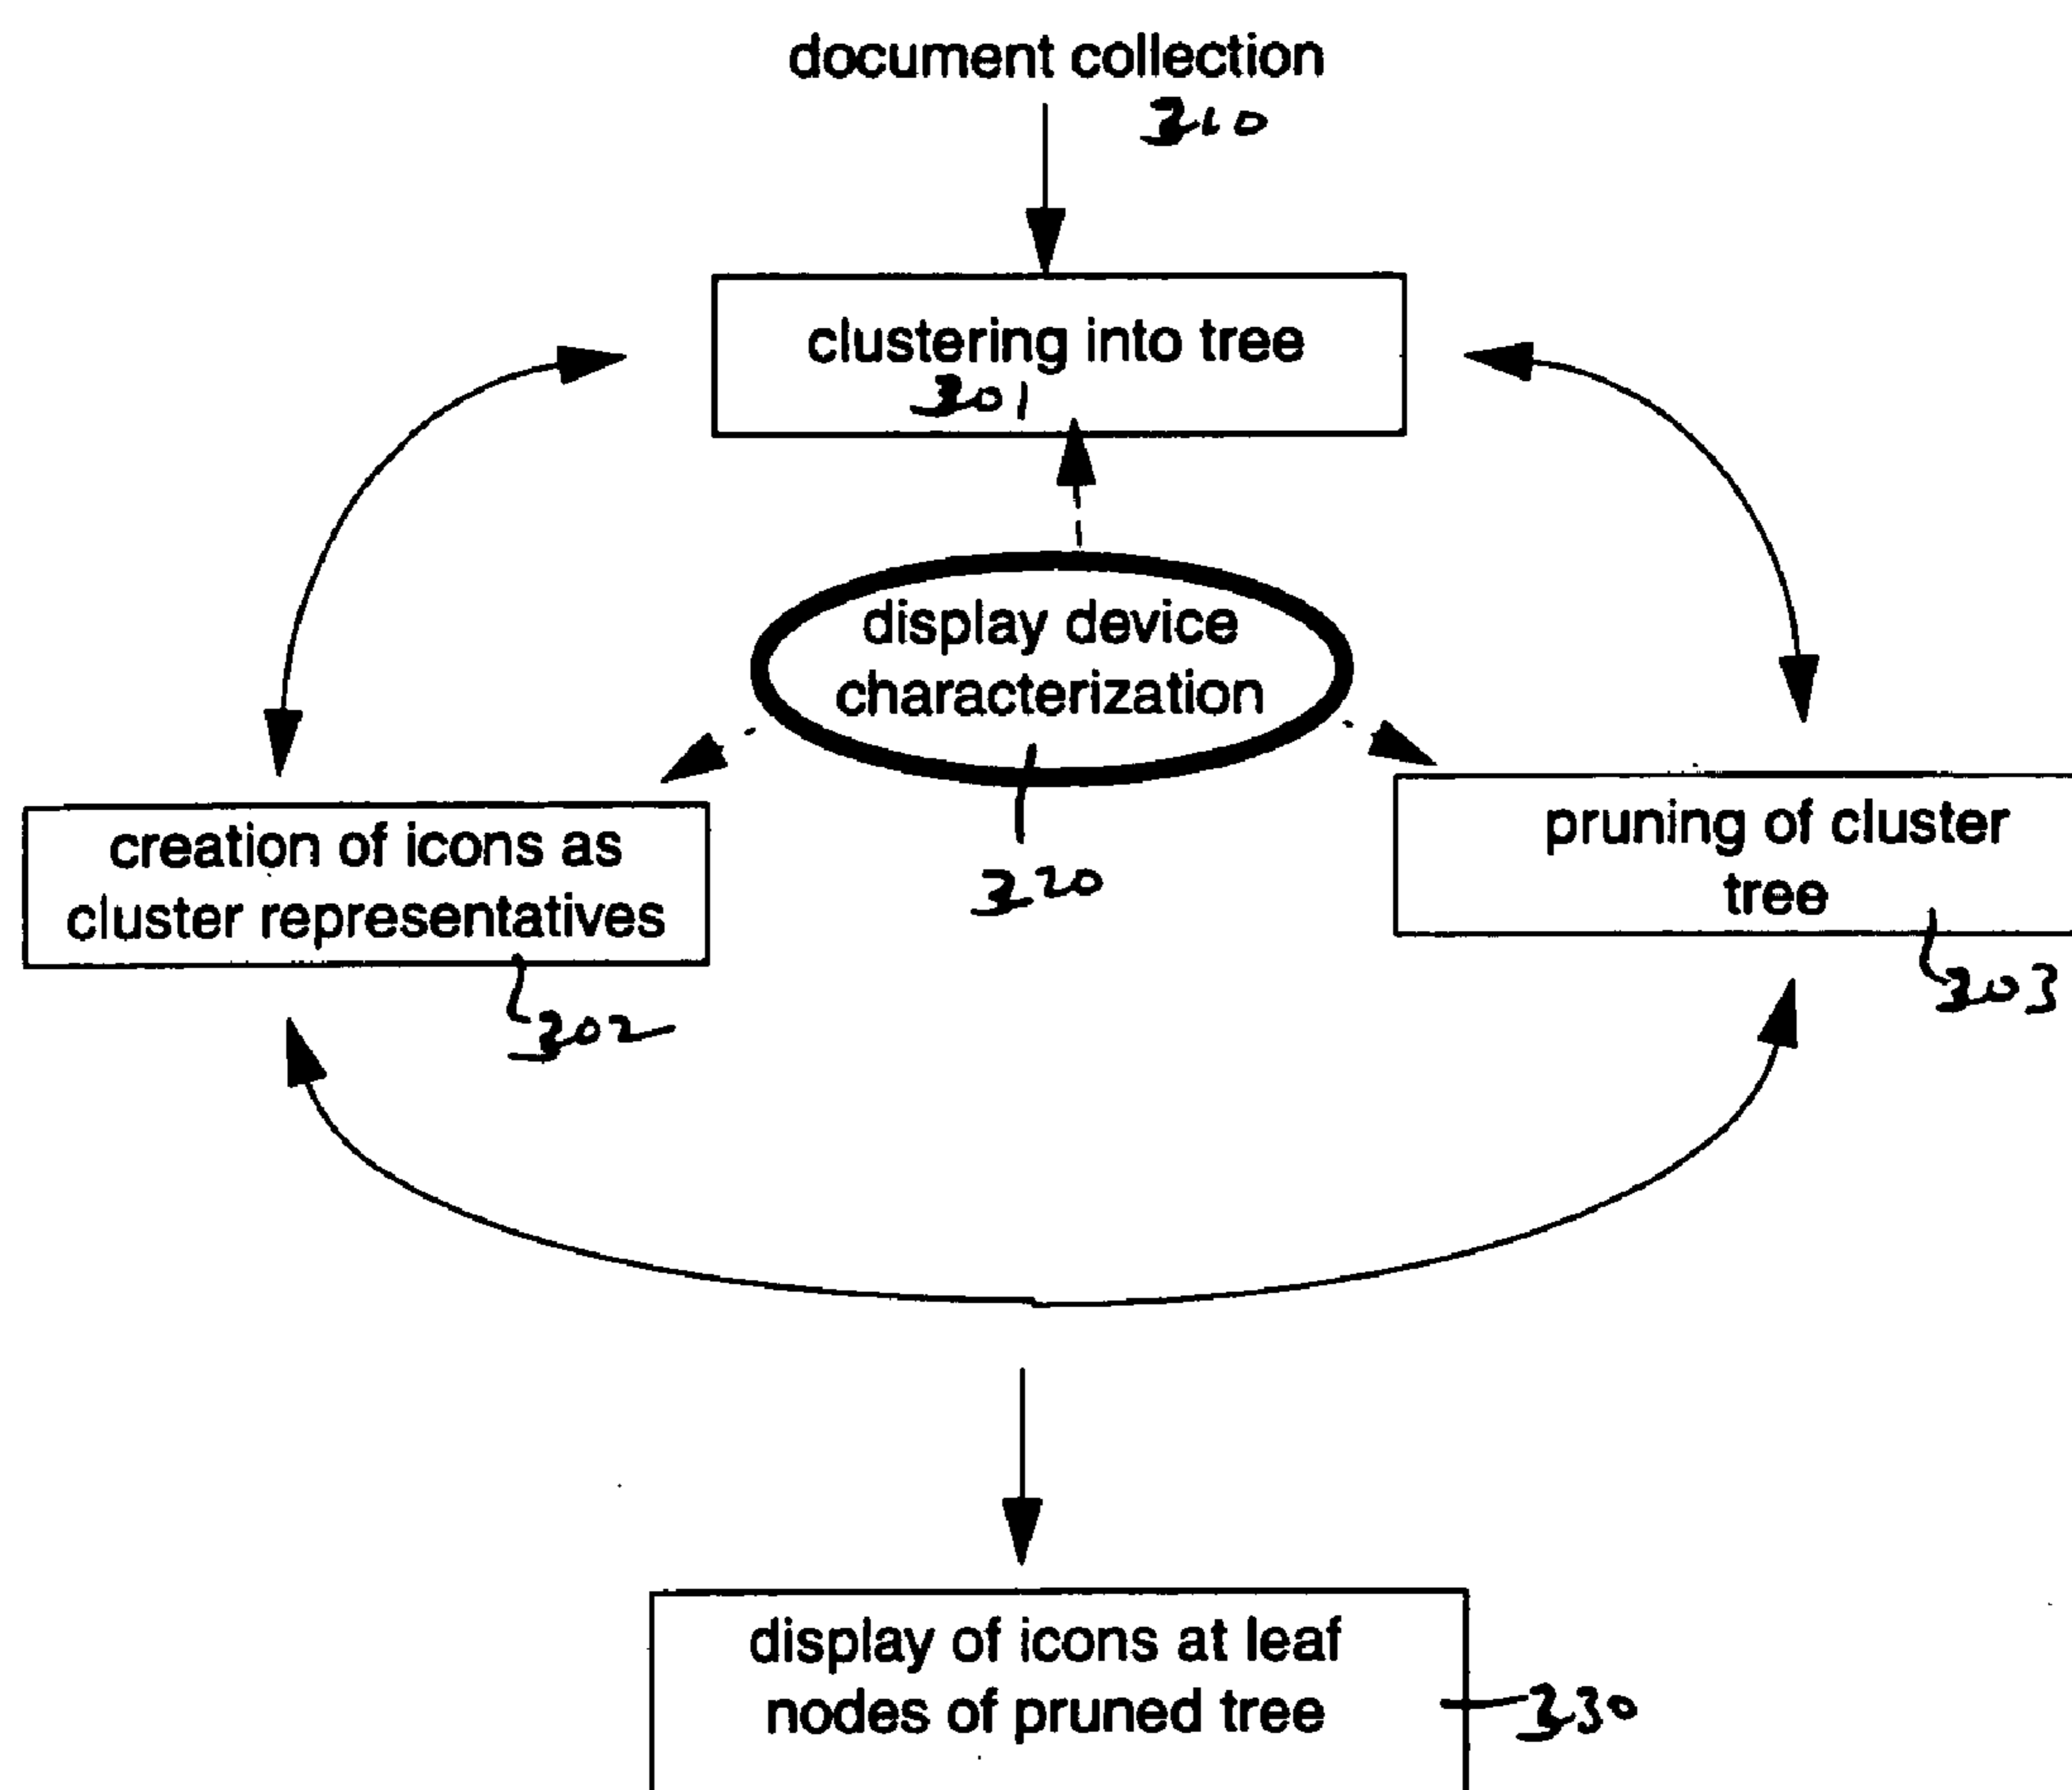 document collection
310
clustering into tree
301
display device
characterization
320
creation of icons as
cluster representatives
302
pruning of cluster
tree
303
display of icons at leaf
nodes of pruned tree
330